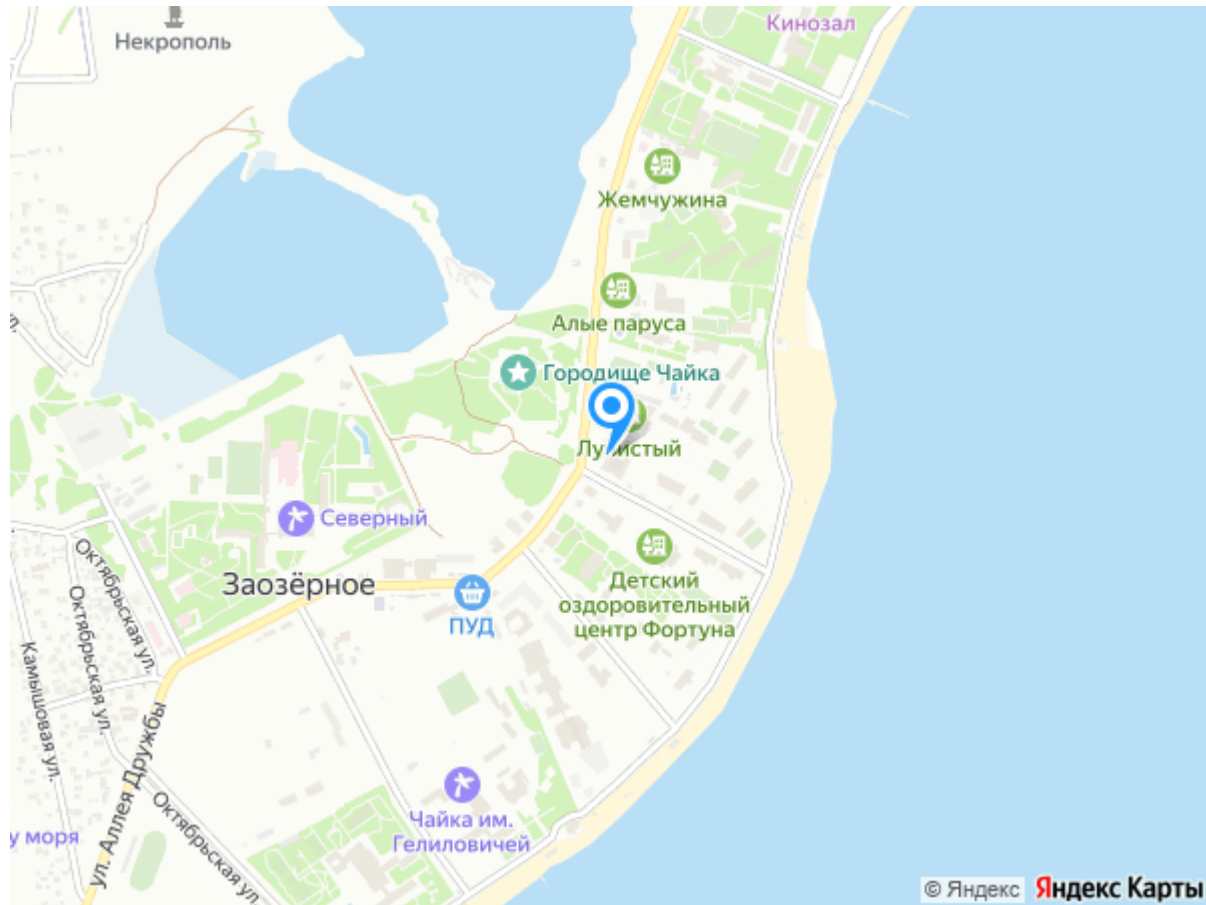 Кинозал
Некрополь
Жемчужина
Алые паруса
Городище Чайка
Лучистый
Северный
Детский
оздоровительный
центр Фортуна
Заозёрное
ПУД
Октябрьская ул.
Октябрьская ул.
Камышовая ул.
ул. Аллея Дружбы
Октябрьская ул.
Чайка им.
Гелиловичей
у моря
© Яндекс Яндекс Карты